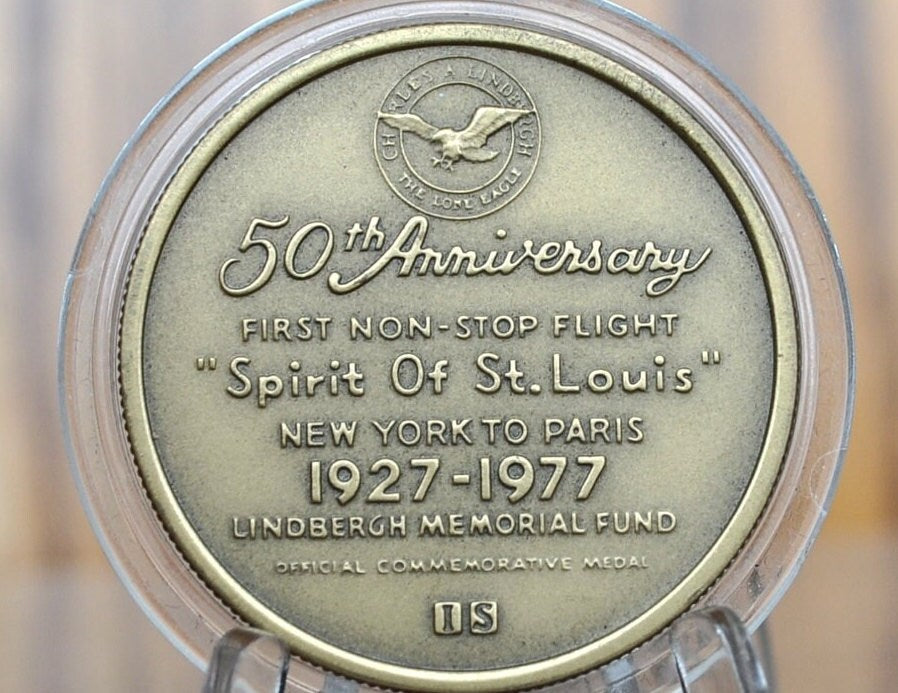 CHARLES A LINDBERGH
THE LONE EAGLE
50th Anniversary
FIRST NON-STOP FLIGHT
"Spirit Of St. Louis"
NEW YORK TO PARIS
1927-1977
LINDBERGH MEMORIAL FUND
OFFICIAL COMMEMORATIVE MEDAL
IS